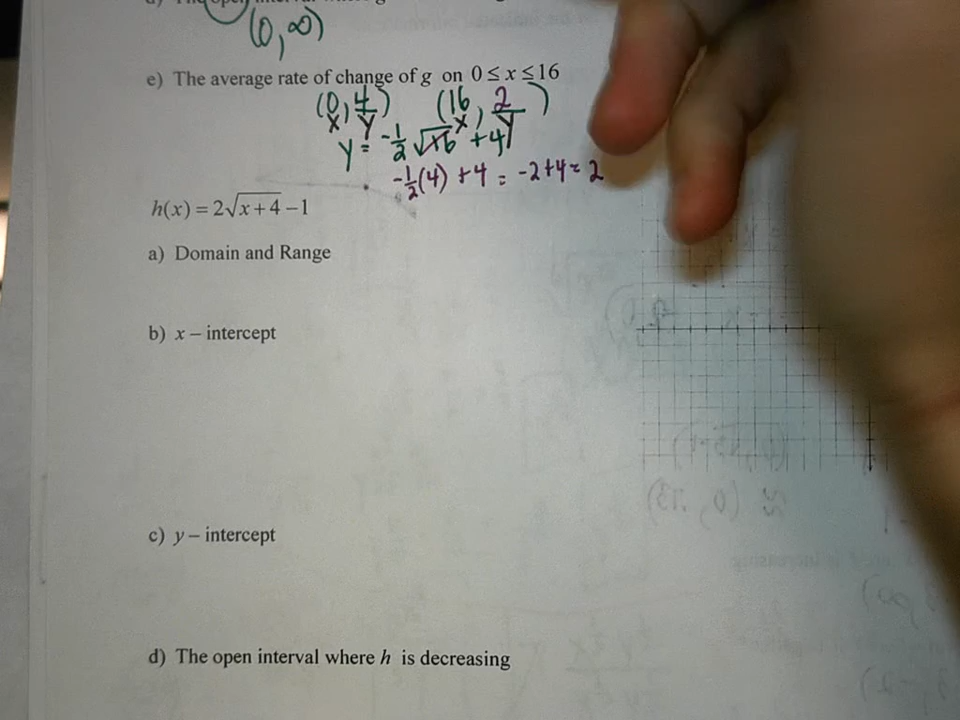 (0, ∞)
e) The average rate of change of g on 0 ≤ x ≤ 16
(0, 4) (16, 2)
x y x y
y = -1/2 √16 + 4
-1/2(4) + 4 = -2+4 = 2
h(x) = 2√x+4 – 1
a) Domain and Range
b) x – intercept
c) y – intercept
d) The open interval where h is decreasing